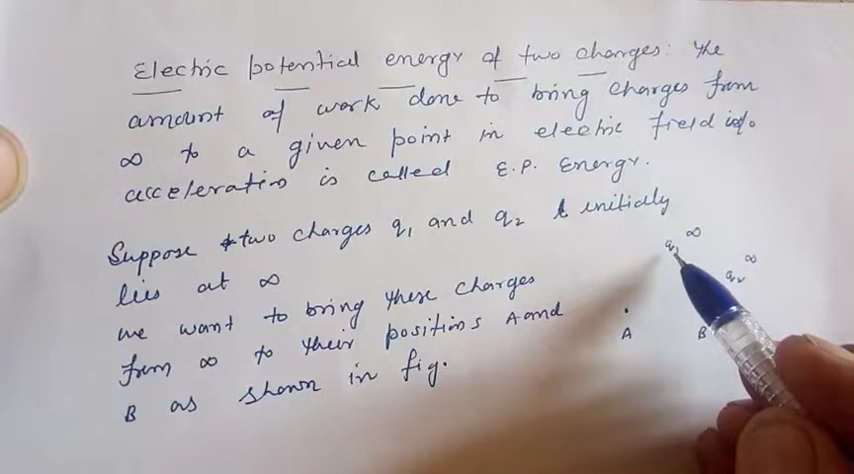 Electric potential energy of two charges: The
amount of work done to bring charges from
∞ to a given point in electric field w/o
acceleration is called E.P. Energy.
Suppose two charges q1 and q2 initially
lies at ∞
we want to bring these charges
from ∞ to their positions A and
B as shown in fig.
q1 ∞
q2 ∞
A B